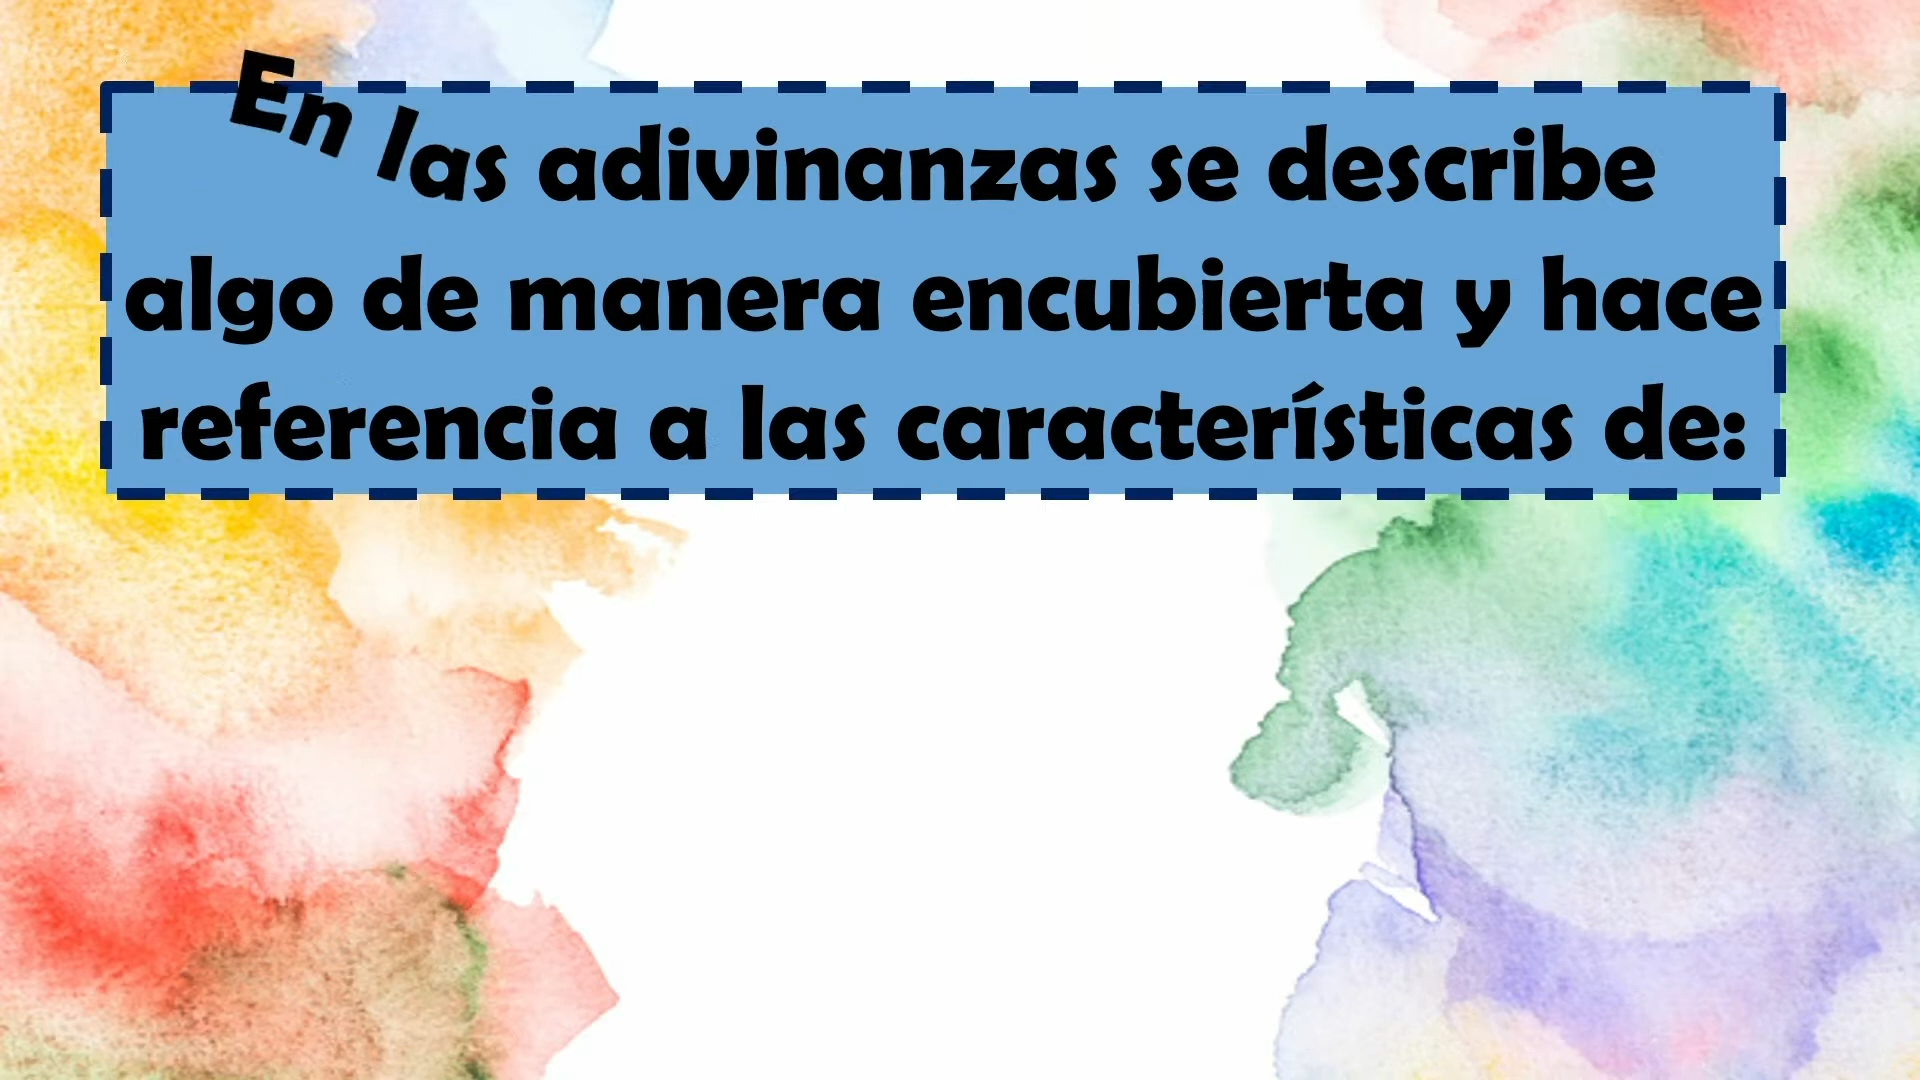 En las adivinanzas se describe
algo de manera encubierta y hace
referencia a las características de: